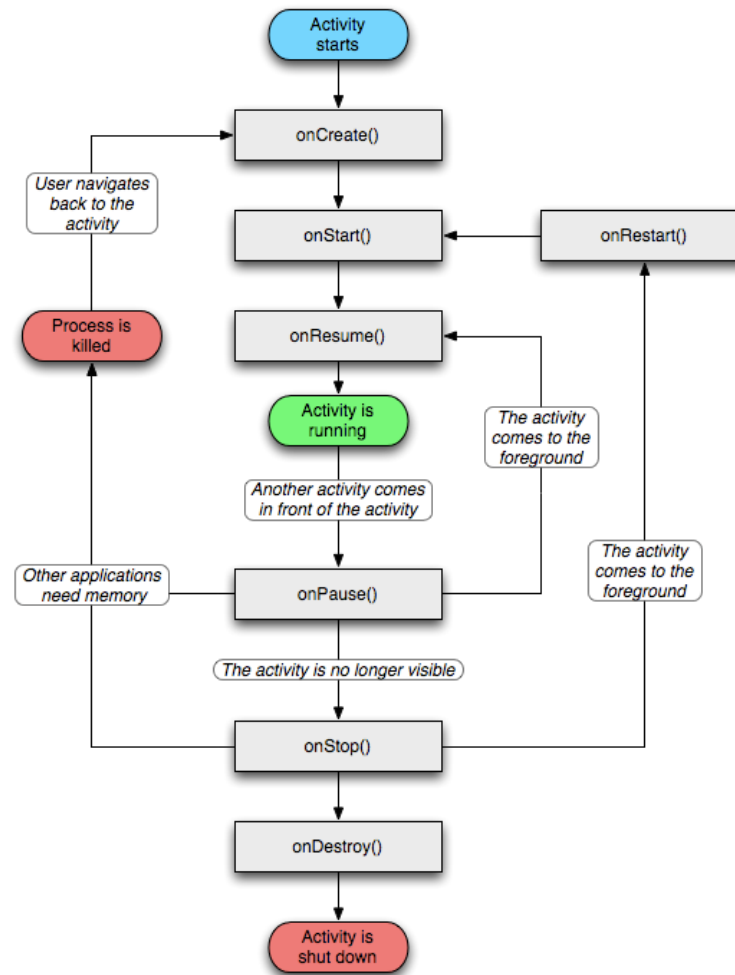 Activity
starts
onCreate()
User navigates
back to the
activity
onStart()
onRestart()
Process is
killed
onResume()
Activity is
running
The activity
comes to the
foreground
Another activity comes
in front of the activity
The activity
comes to the
foreground
Other applications
need memory
onPause()
The activity is no longer visible
onStop()
onDestroy()
Activity is
shut down